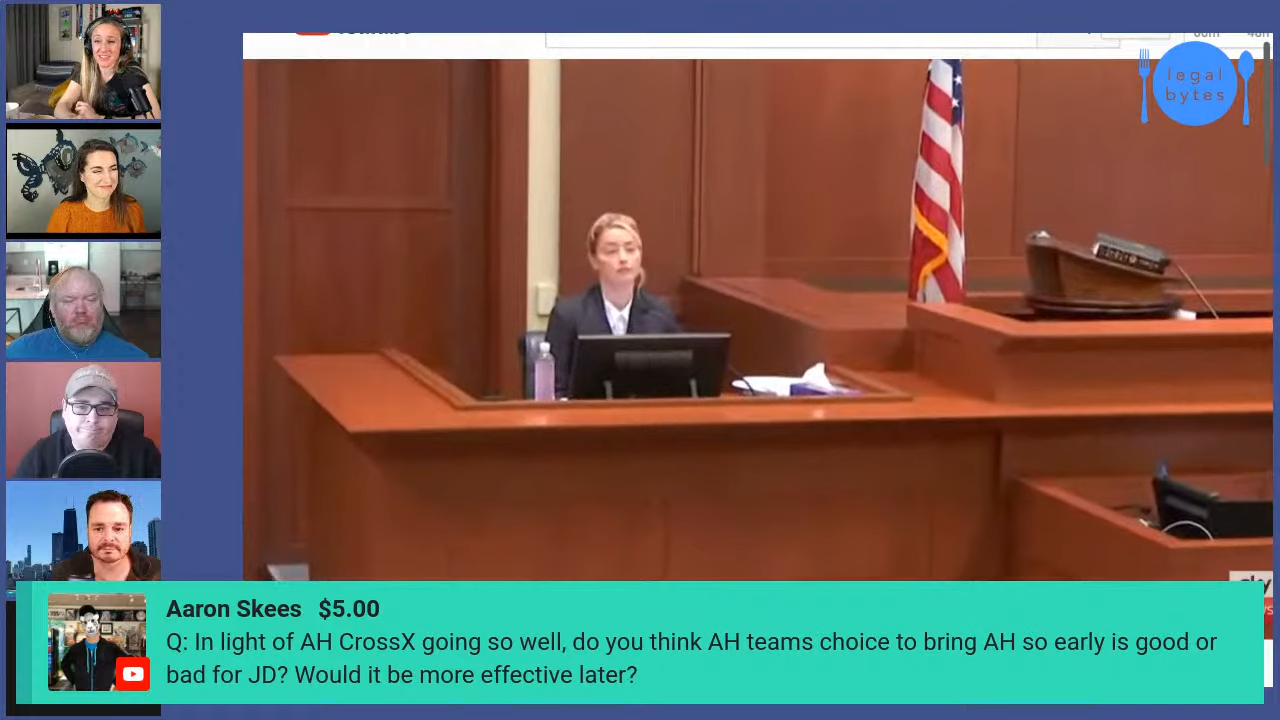 legal
bytes
Aaron Skees $5.00
Q: In light of AH CrossX going so well, do you think AH teams choice to bring AH so early is good or
bad for JD? Would it be more effective later?